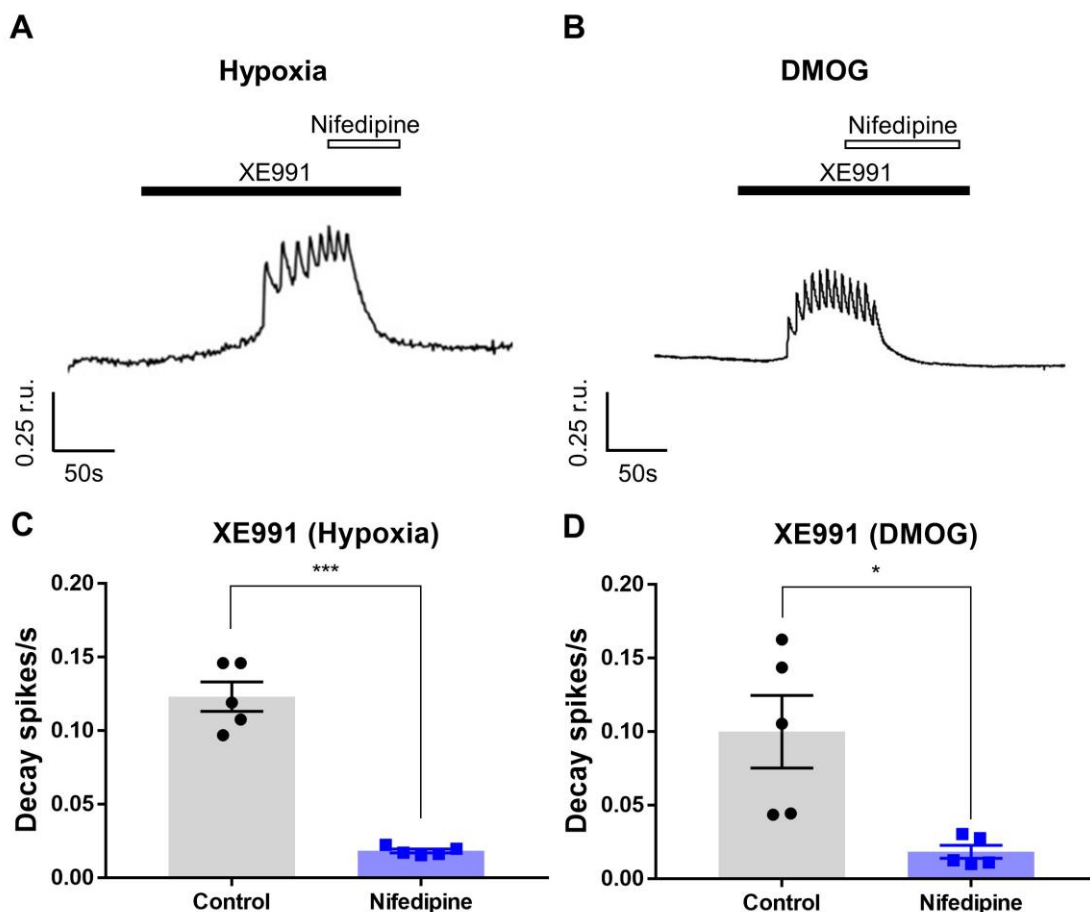 A
Hypoxia
Nifedipine
XE991
0.25 r.u.
50s
B
DMOG
Nifedipine
XE991
0.25 r.u.
50s
C
XE991 (Hypoxia)
***
Decay spikes/s
0.20
0.15
0.10
0.05
0.00
Control Nifedipine
D
XE991 (DMOG)
*
Decay spikes/s
0.20
0.15
0.10
0.05
0.00
Control Nifedipine